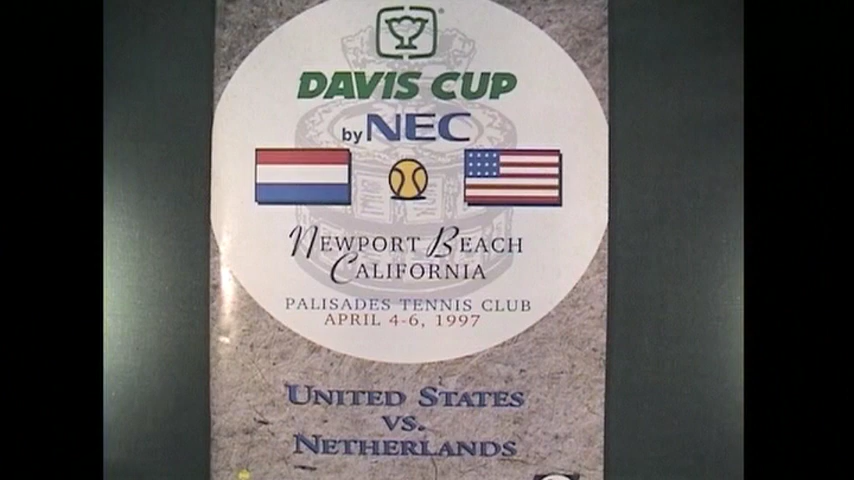 DAVIS CUP
by NEC
NEWPORT BEACH
CALIFORNIA
PALISADES TENNIS CLUB
APRIL 4-6, 1997
UNITED STATES
VS.
NETHERLANDS